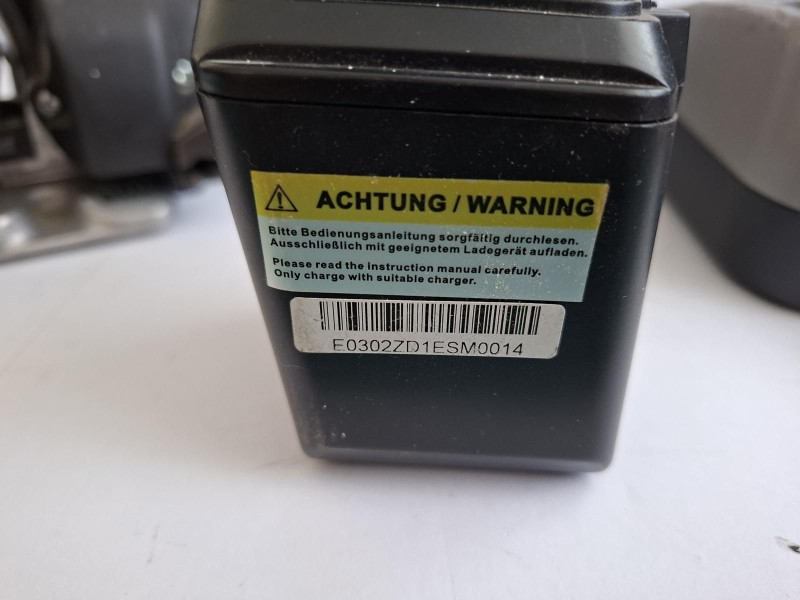 ACHTUNG / WARNING
Bitte Bedienungsanleitung sorgfältig durchlesen.
Ausschließlich mit geeignetem Ladegerät aufladen.
Please read the instruction manual carefully.
Only charge with suitable charger.
E0302ZD1ESM0014